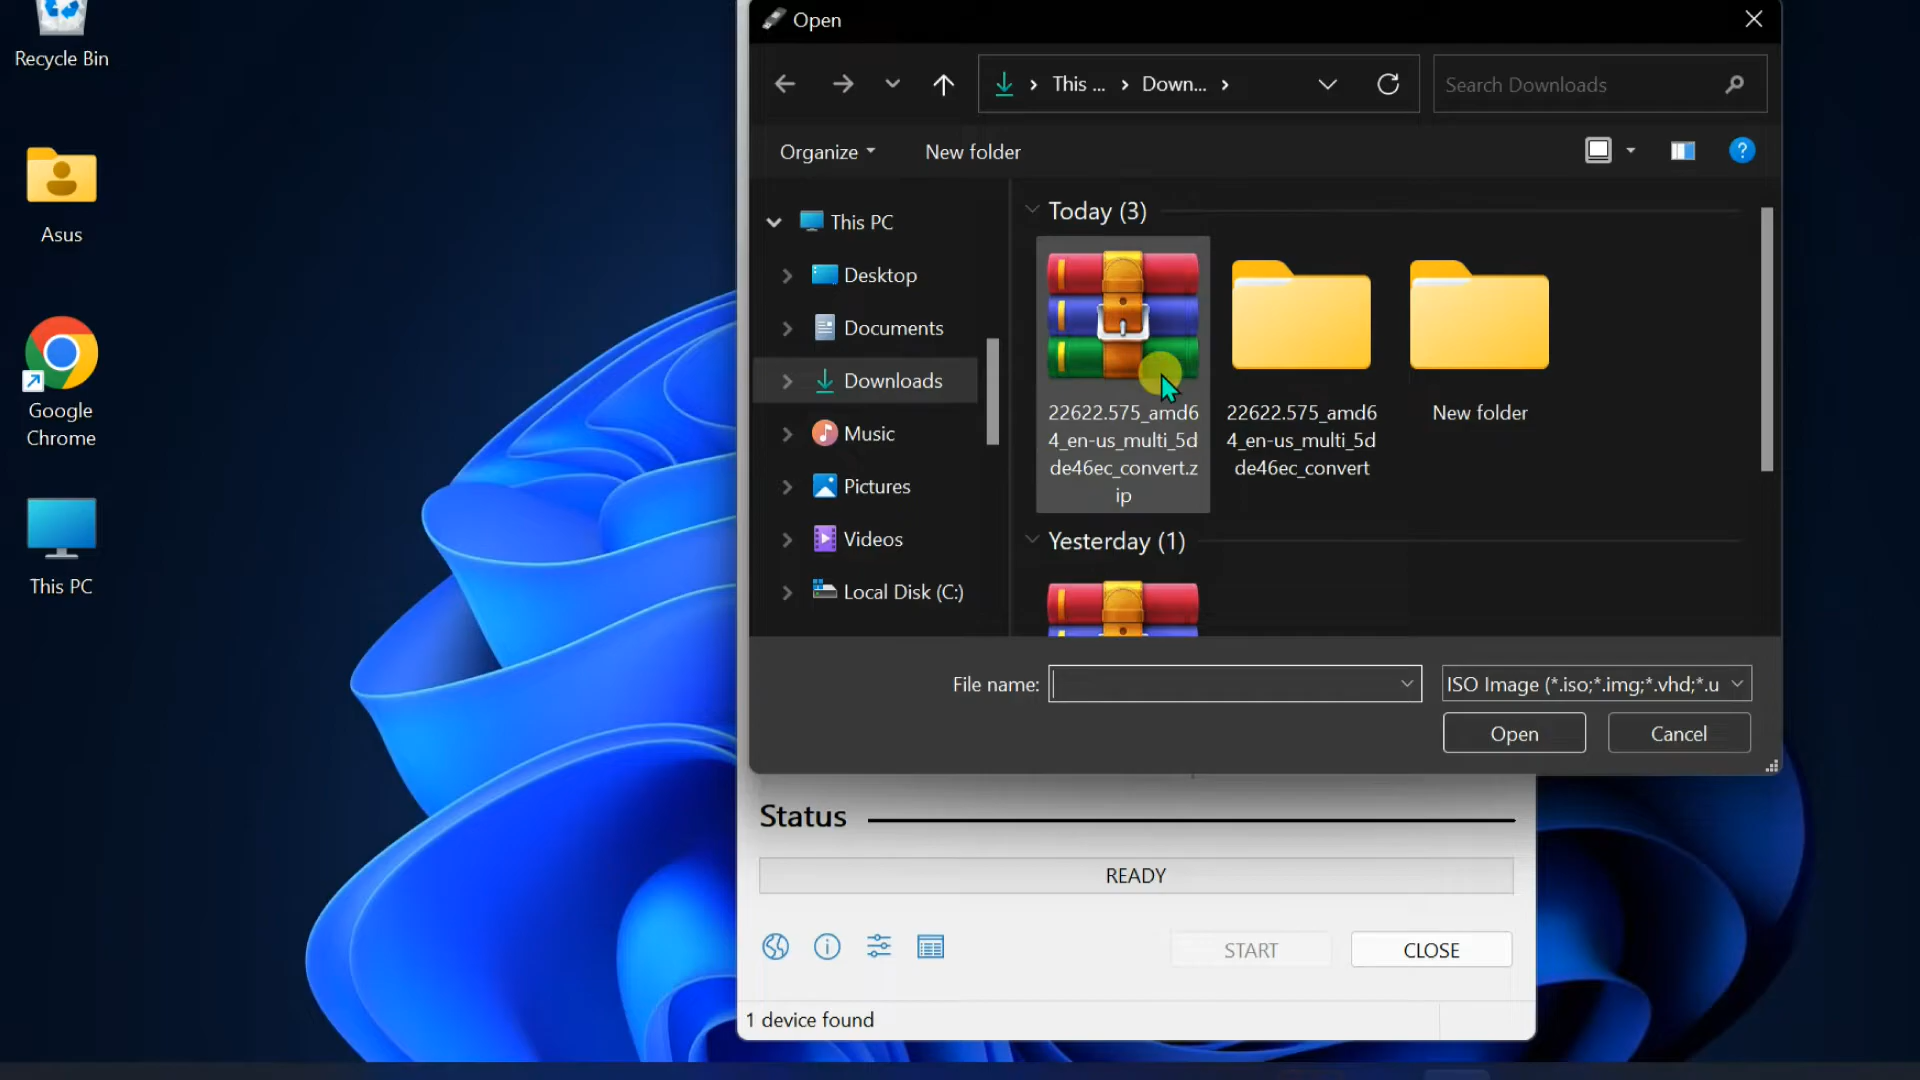 Recycle Bin
Asus
Google
Chrome
This PC
Open
This ...
Down...
Search Downloads
Organize
New folder
?
This PC
Desktop
Documents
Downloads
Music
Pictures
Videos
Local Disk (C:)
Today (3)
22622.575_amd6
4_en-us_multi_5d
de46ec_convert.z
ip
22622.575_amd6
4_en-us_multi_5d
de46ec_convert
New folder
Yesterday (1)
File name:
ISO Image (*.iso;*.img;*.vhd;*.u
Open
Cancel
Status
READY
START
CLOSE
1 device found